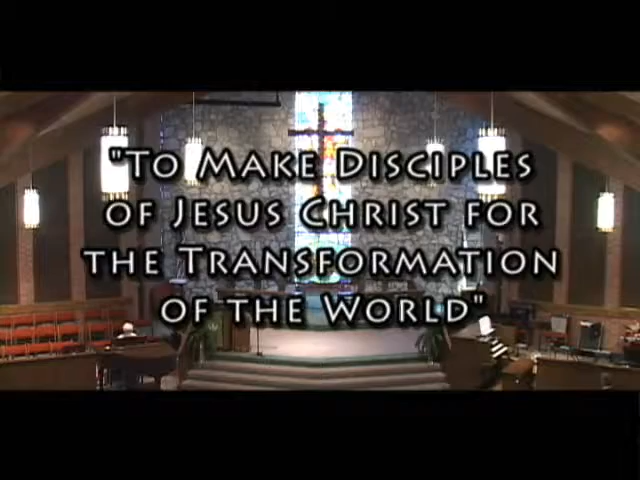 "To Make Disciples
of Jesus Christ for
the Transformation
of the World"